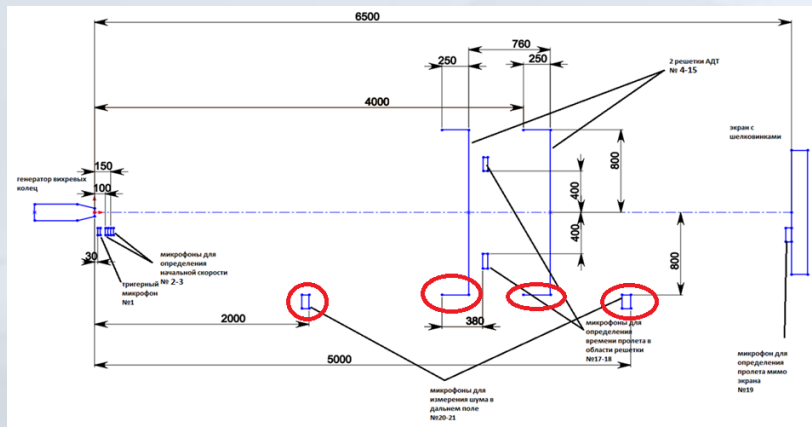 6500
760
250
250
2 решетки АДТ
№ 4-15
4000
экран с
шелковинками
800
150
генератор вихревых
колец
100
400
400
800
30
микрофоны для
определения
начальной скорости
№ 2-3
тригерный
микрофон
№1
2000
380
микрофоны для
определения
времени пролета в
области решетки
№17-18
5000
микрофон для
определения
пролета мимо
экрана
№19
микрофоны для
измерения шума в
дальнем поле
№20-21